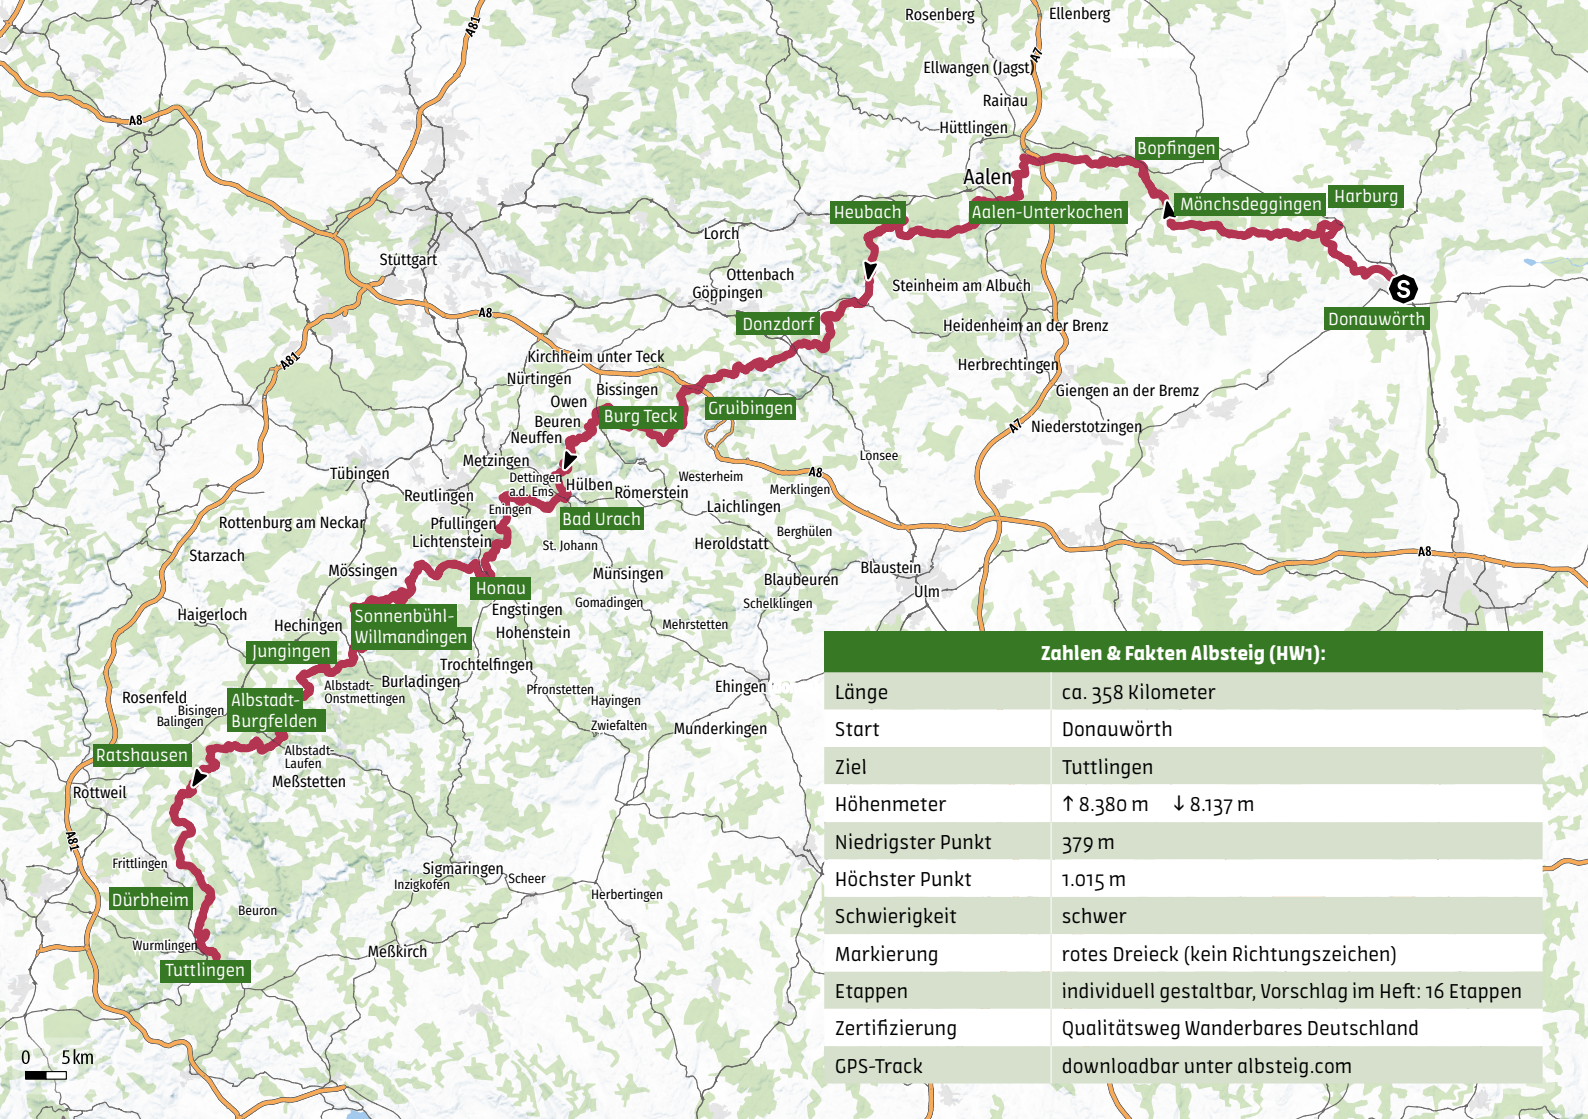 Rosenberg
Ellenberg
A81
A7
Ellwangen (Jagst)
Rainau
A8
Hüttlingen
Bopfingen
Aalen
Harburg
Mönchsdeggingen
Heubach
Aalen-Unterkochen
Lorch
Stuttgart
Ottenbach
Steinheim am Albuch
Göppingen
S
A8
Donzdorf
Donauwörth
Heidenheim an der Brenz
Kirchheim unter Teck
A81
Herbrechtingen
Nürtingen
Bissingen
Giengen an der Bremz
Owen
Gruibingen
Burg Teck
Beuren
A7
Niederstotzingen
Neuffen
Lonsee
Metzingen
Tübingen
A8
Dettingen
a.d. Ems
Westerheim
Hülben
Merklingen
Römerstein
Reutlingen
Laichlingen
Eningen
Bad Urach
Rottenburg am Neckar
Pfullingen
Berghülen
Lichtenstein
St. Johann
Heroldstatt
Starzach
A8
Mössingen
Münsingen
Blaustein
Blaubeuren
Honau
Ulm
Gomadingen
Schelklingen
Engstingen
Haigerloch
Sonnenbühl-
Willmandingen
Hechingen
Mehrstetten
Hohenstein
Jungingen
Trochtelfingen
Burladingen
Albstadt-
Onstmettingen
Pfronstetten
Ehingen
Rosenfeld
Albstadt-
Burgfelden
Hayingen
Bisingen
Balingen
Zwiefalten
Munderkingen
Ratshausen
Albstadt-
Laufen
Meßstetten
Rottweil
A81
Frittlingen
Sigmaringen
Scheer
Inzigkofen
Herbertingen
Dürbheim
Beuron
Wurmlingen
Meßkirch
Tuttlingen
0 5 km
Zahlen & Fakten Albsteig (HW1):
Länge ca. 358 Kilometer
Start Donauwörth
Ziel Tuttlingen
Höhenmeter ↑ 8.380 m ↓ 8.137 m
Niedrigster Punkt 379 m
Höchster Punkt 1.015 m
Schwierigkeit schwer
Markierung rotes Dreieck (kein Richtungszeichen)
Etappen individuell gestaltbar, Vorschlag im Heft: 16 Etappen
Zertifizierung Qualitätsweg Wanderbares Deutschland
GPS-Track downloadbar unter albsteig.com